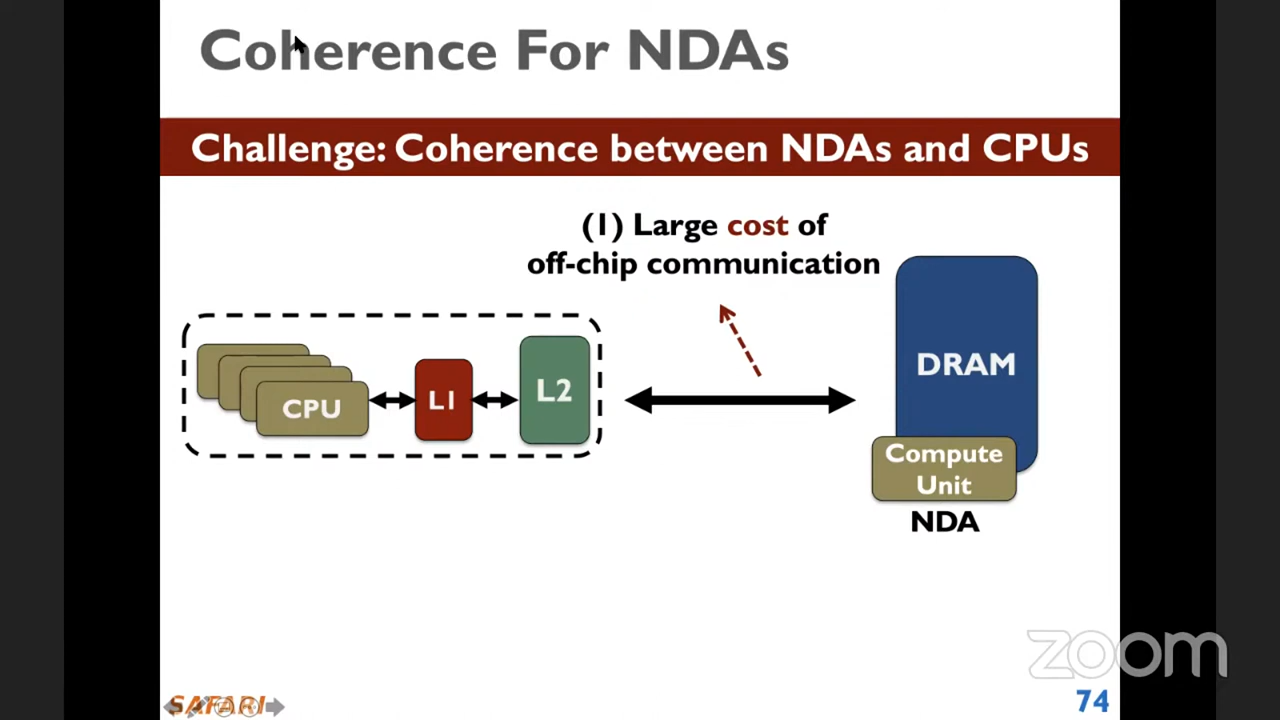 Coherence For NDAs
Challenge: Coherence between NDAs and CPUs
(1) Large cost of
off-chip communication
CPU
L1
L2
DRAM
Compute
Unit
NDA
zoom
SAFARI
74